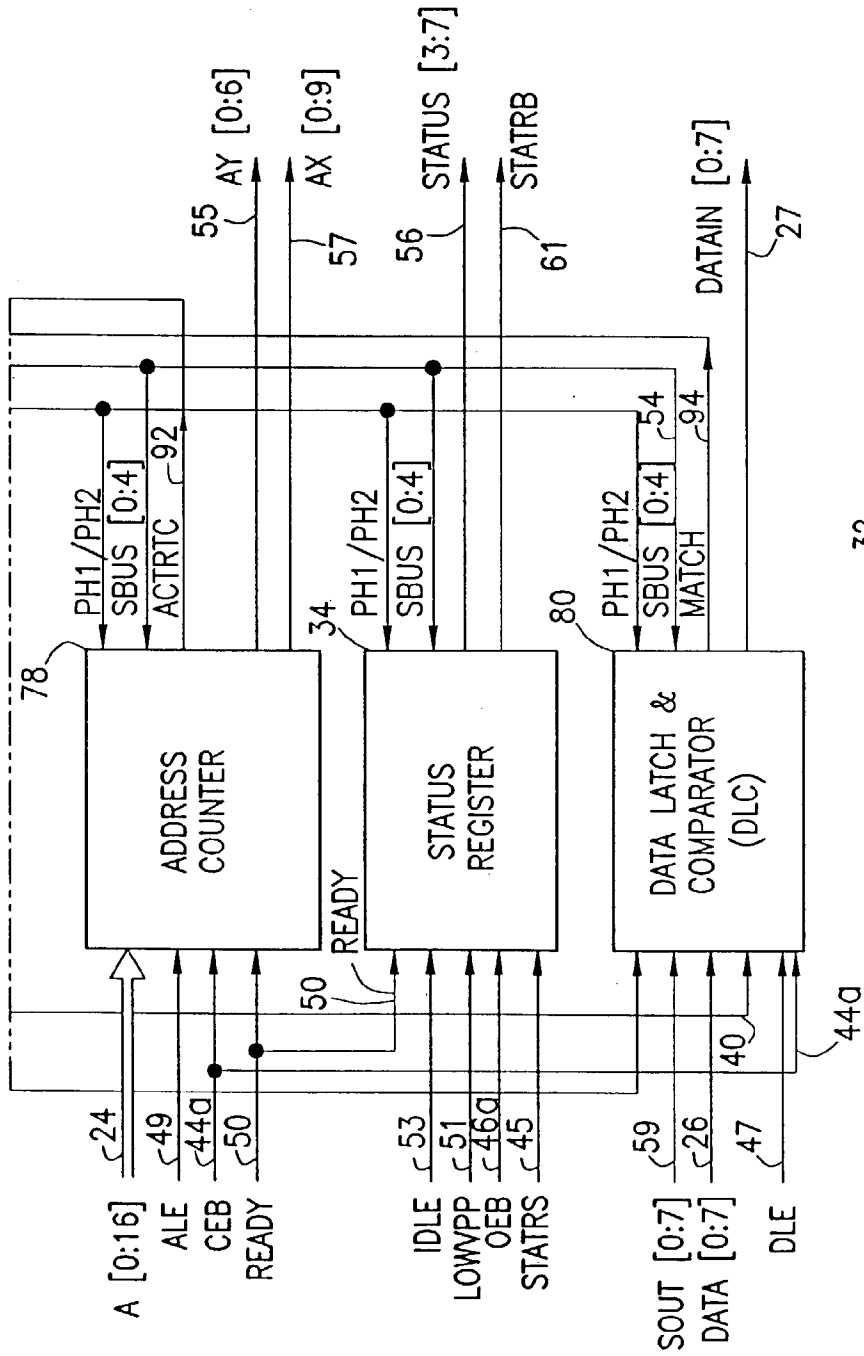 A [0:16]
24
ALE
49
CEB
44a
READY
50
ADDRESS
COUNTER
78
PH1/PH2
SBUS [0:4]
ACTRTC
92
55
AY [0:6]
57
AX [0:9]
READY
50
IDLE
53
LOWVPP
51
OEB
46a
STATRS
45
STATUS
REGISTER
34
PH1/PH2
SBUS [0:4]
56
STATUS [3:7]
61
STATRB
SOUT [0:7]
59
DATA [0:7]
26
DLE
47
40
44a
DATA LATCH &
COMPARATOR
(DLC)
80
PH1/PH2
SBUS [0:4]
54
MATCH
94
DATAIN [0:7]
27